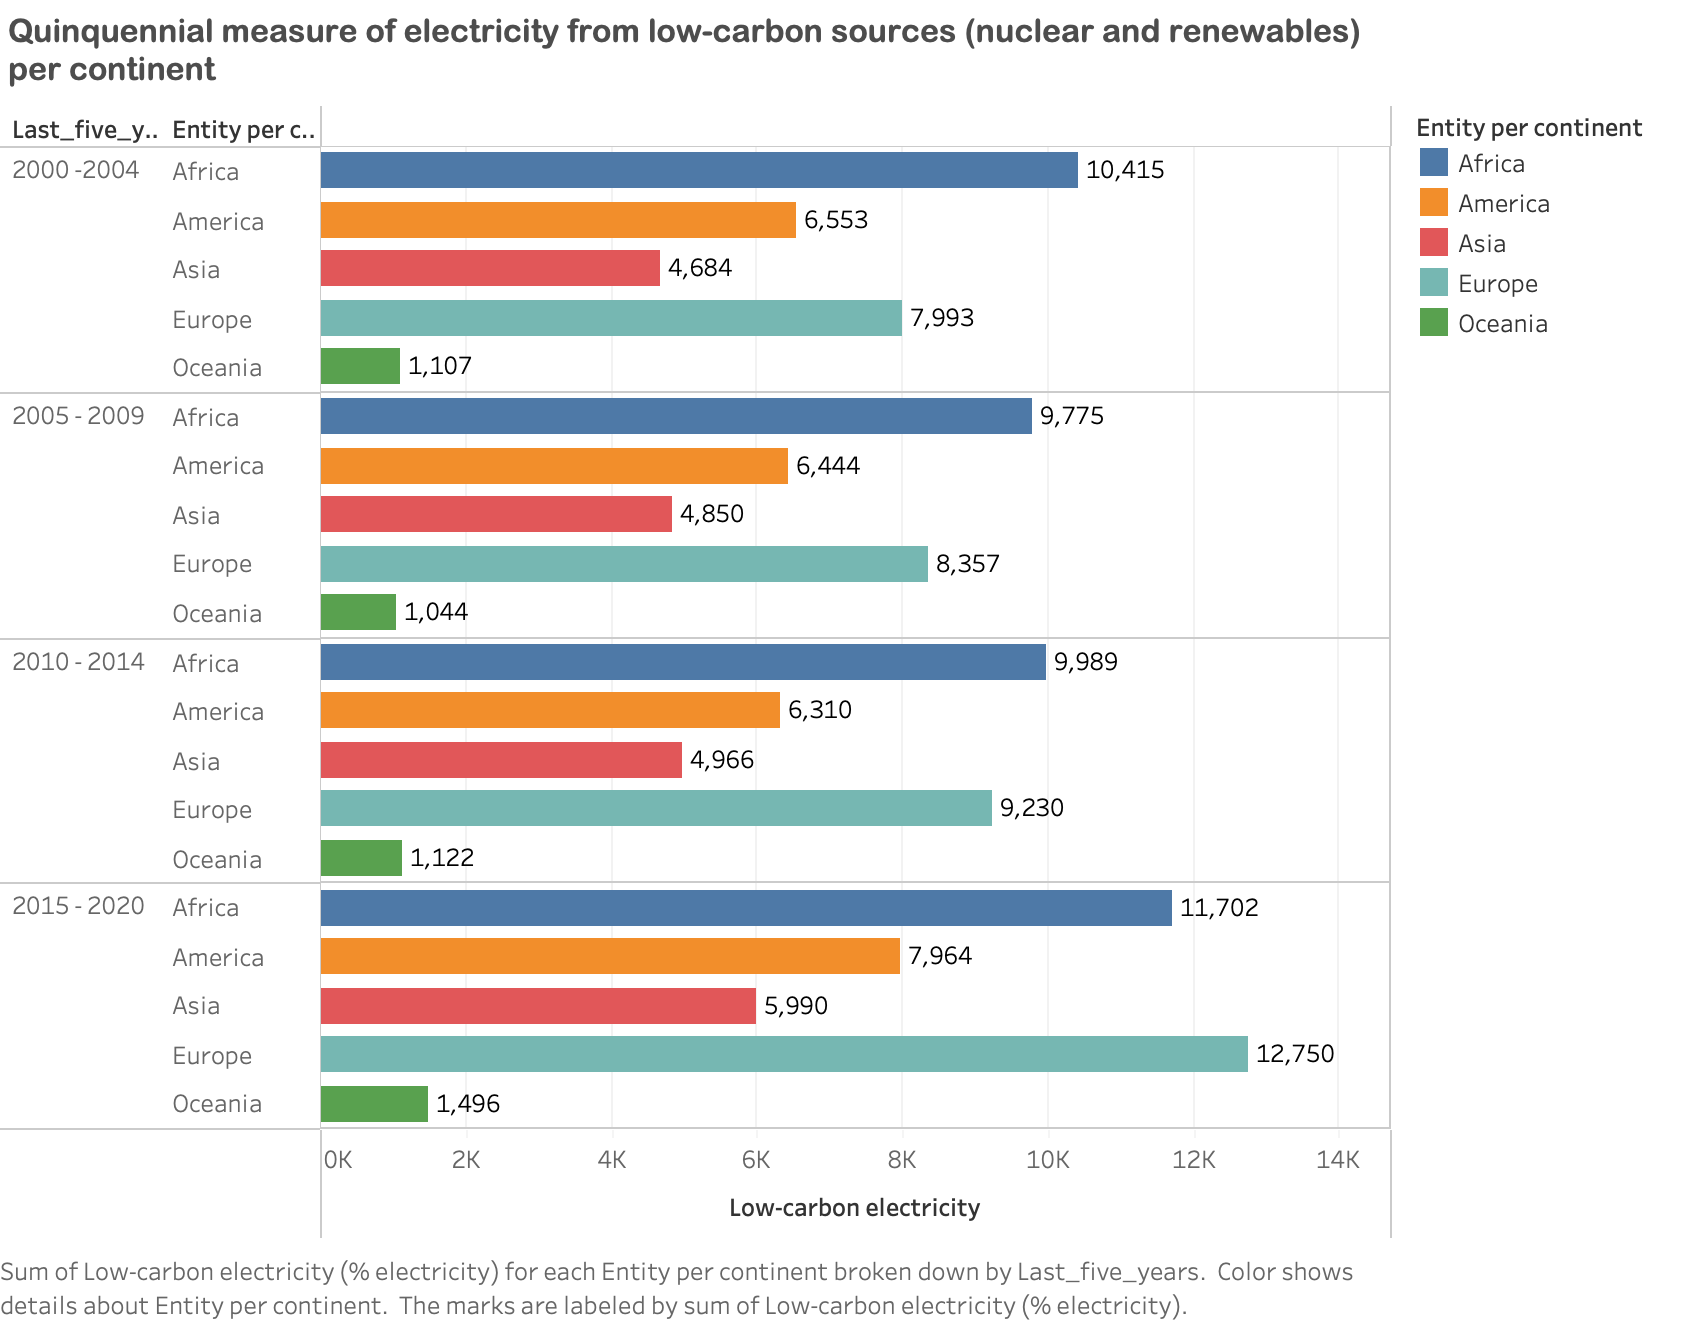 Quinquennial measure of electricity from low-carbon sources (nuclear and renewables)
per continent
Last_five_y.. Entity per c..
2000 -2004 Africa 10,415
America 6,553
Asia 4,684
Europe 7,993
Oceania 1,107
2005 - 2009 Africa 9,775
America 6,444
Asia 4,850
Europe 8,357
Oceania 1,044
2010 - 2014 Africa 9,989
America 6,310
Asia 4,966
Europe 9,230
Oceania 1,122
2015 - 2020 Africa 11,702
America 7,964
Asia 5,990
Europe 12,750
Oceania 1,496
0K 2K 4K 6K 8K 10K 12K 14K
Low-carbon electricity
Entity per continent
Africa
America
Asia
Europe
Oceania
Sum of Low-carbon electricity (% electricity) for each Entity per continent broken down by Last_five_years.  Color shows
details about Entity per continent.  The marks are labeled by sum of Low-carbon electricity (% electricity).